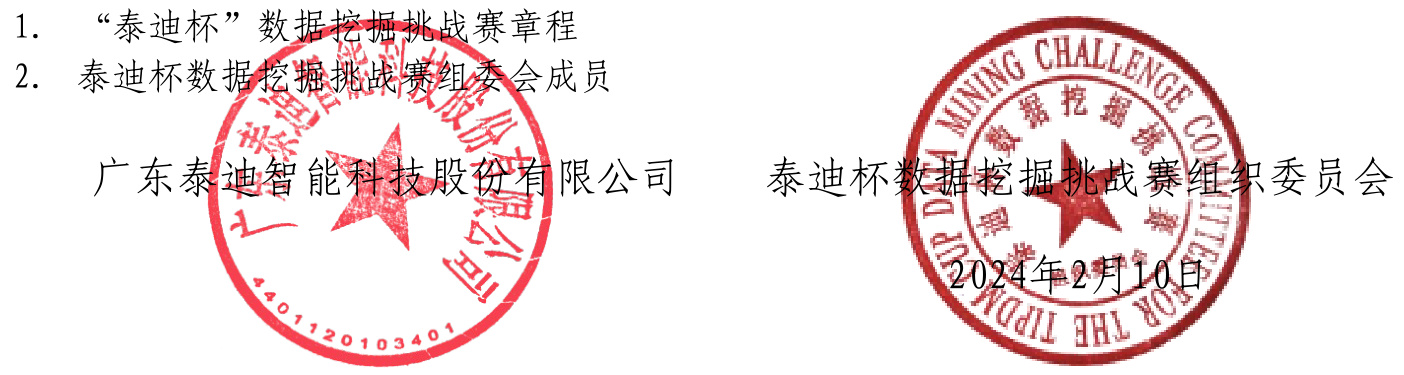 1. “泰迪杯”数据挖掘挑战赛章程
2. 泰迪杯数据挖掘挑战赛组委会成员
广东泰迪智能科技股份有限公司
泰迪杯数据挖掘挑战赛组织委员会
2024年2月10日
广东泰迪智能科技股份有限公司
4401120103401
CUP DATA MINING CHALLENGE COMMITTEE FOR THE TIPDM
泰迪杯数据挖掘挑战赛